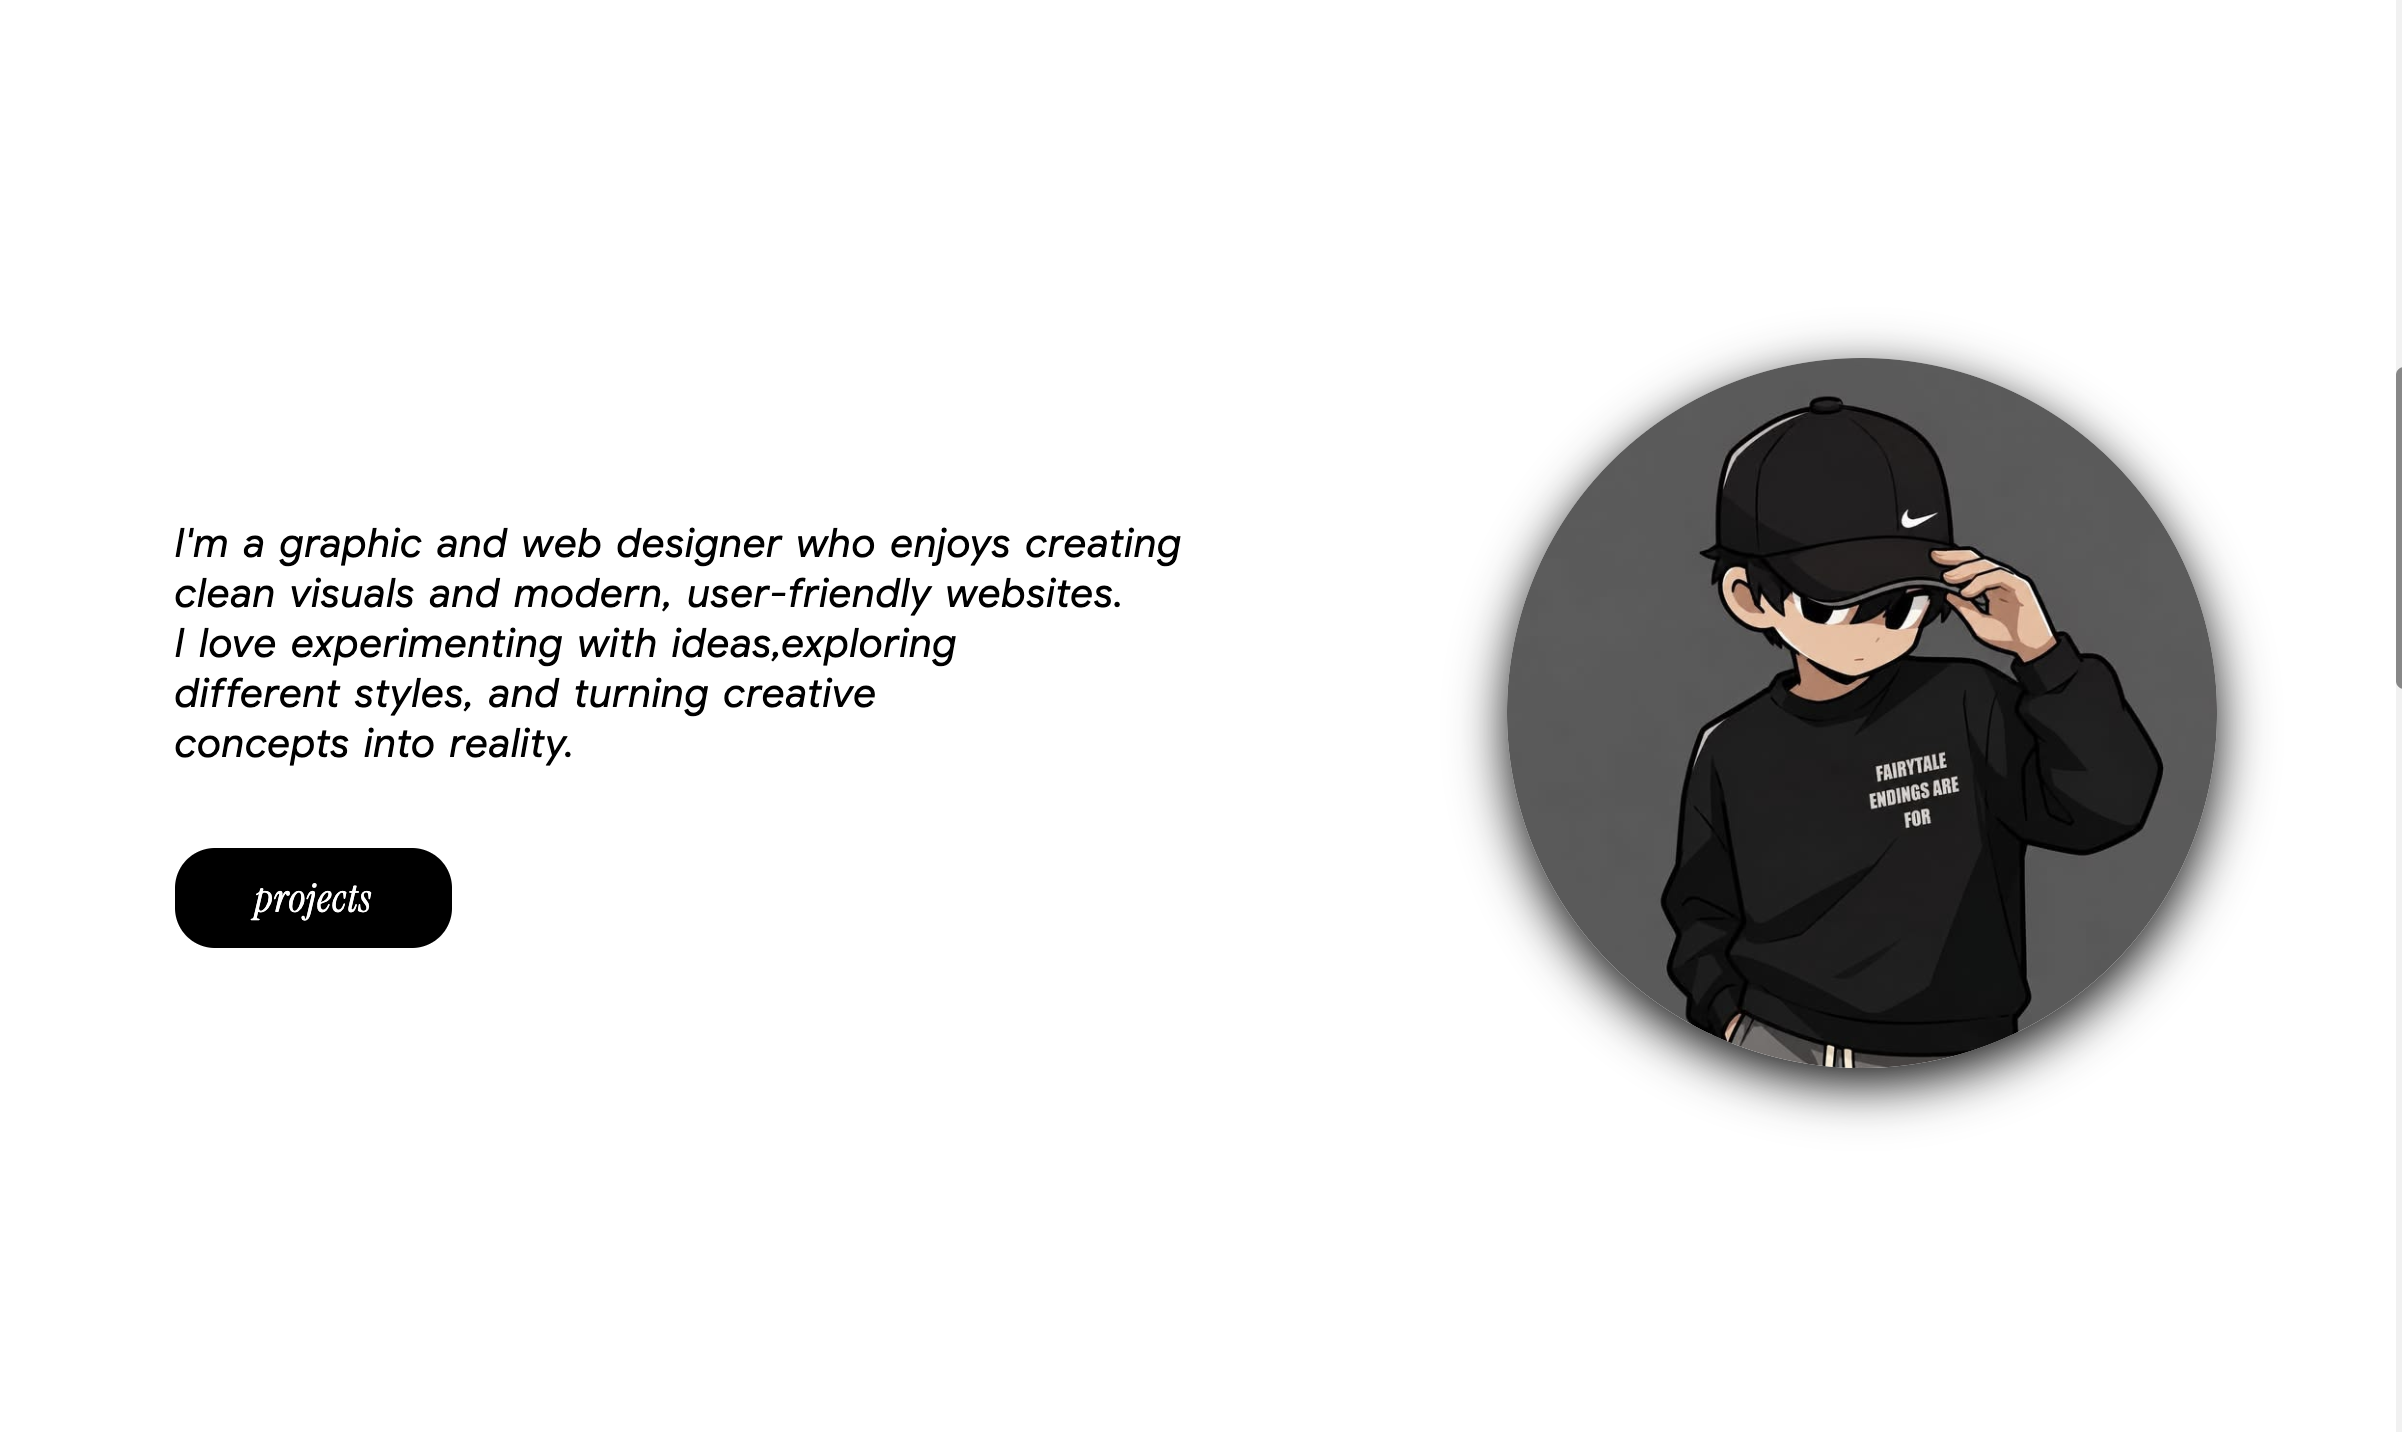 I'm a graphic and web designer who enjoys creating
clean visuals and modern, user-friendly websites.
I love experimenting with ideas,exploring
different styles, and turning creative
concepts into reality.
projects
FAIRYTALE
ENDINGS ARE
FOR